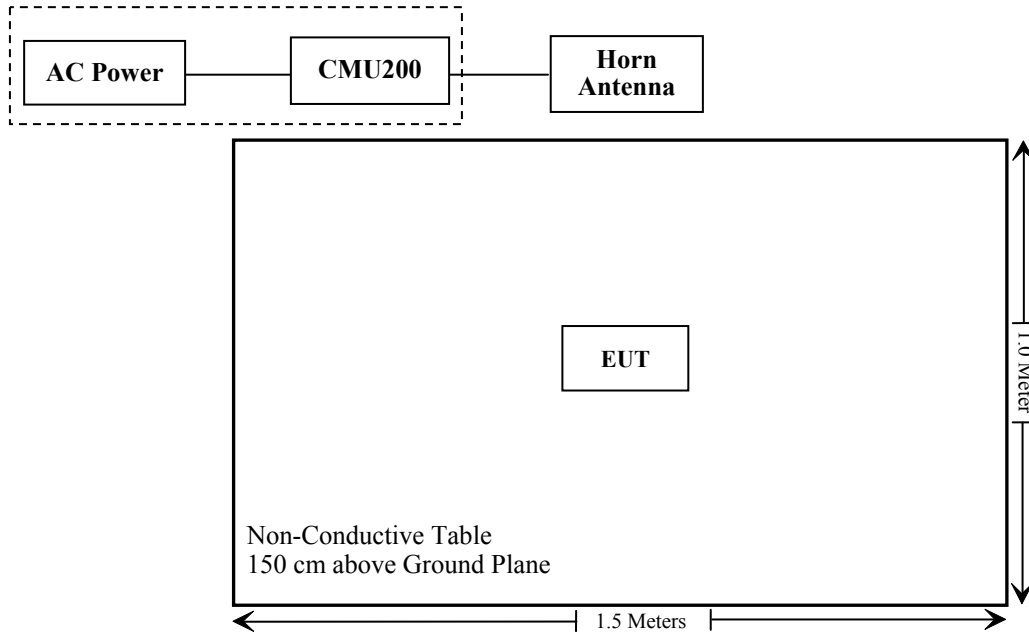 AC Power
CMU200
Horn
Antenna
EUT
1.0 Meter
Non-Conductive Table
150 cm above Ground Plane
1.5 Meters